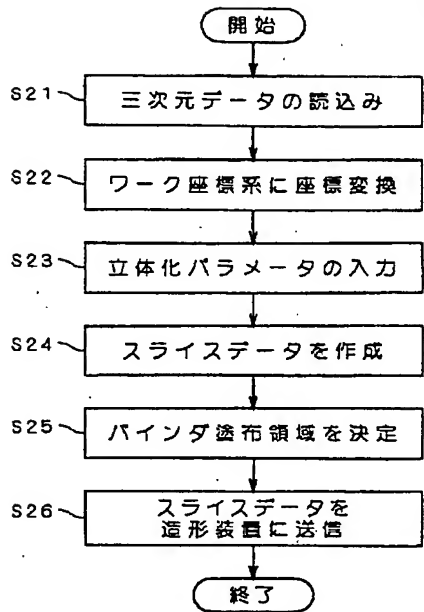 開始
S21
三次元データの読込み
S22
ワーク座標系に座標変換
S23
立体化パラメータの入力
S24
スライスデータを作成
S25
バインダ塗布領域を決定
S26
スライスデータを
造形装置に送信
終了